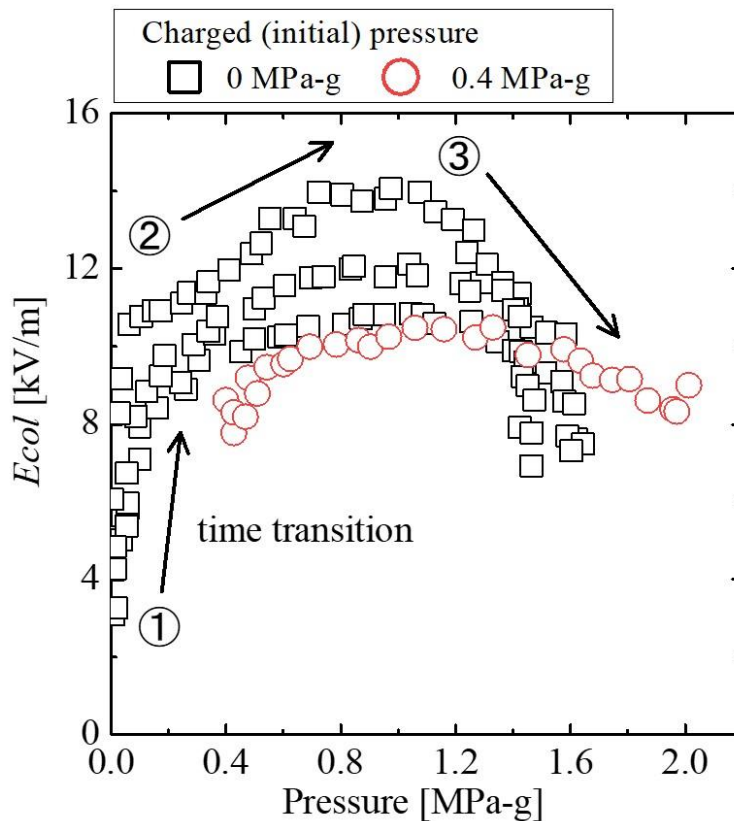 Charged (initial) pressure
0 MPa-g 0.4 MPa-g
16
12
8
4
0
Ecol [kV/m]
②
③
①
time transition
0.0 0.4 0.8 1.2 1.6 2.0
Pressure [MPa-g]